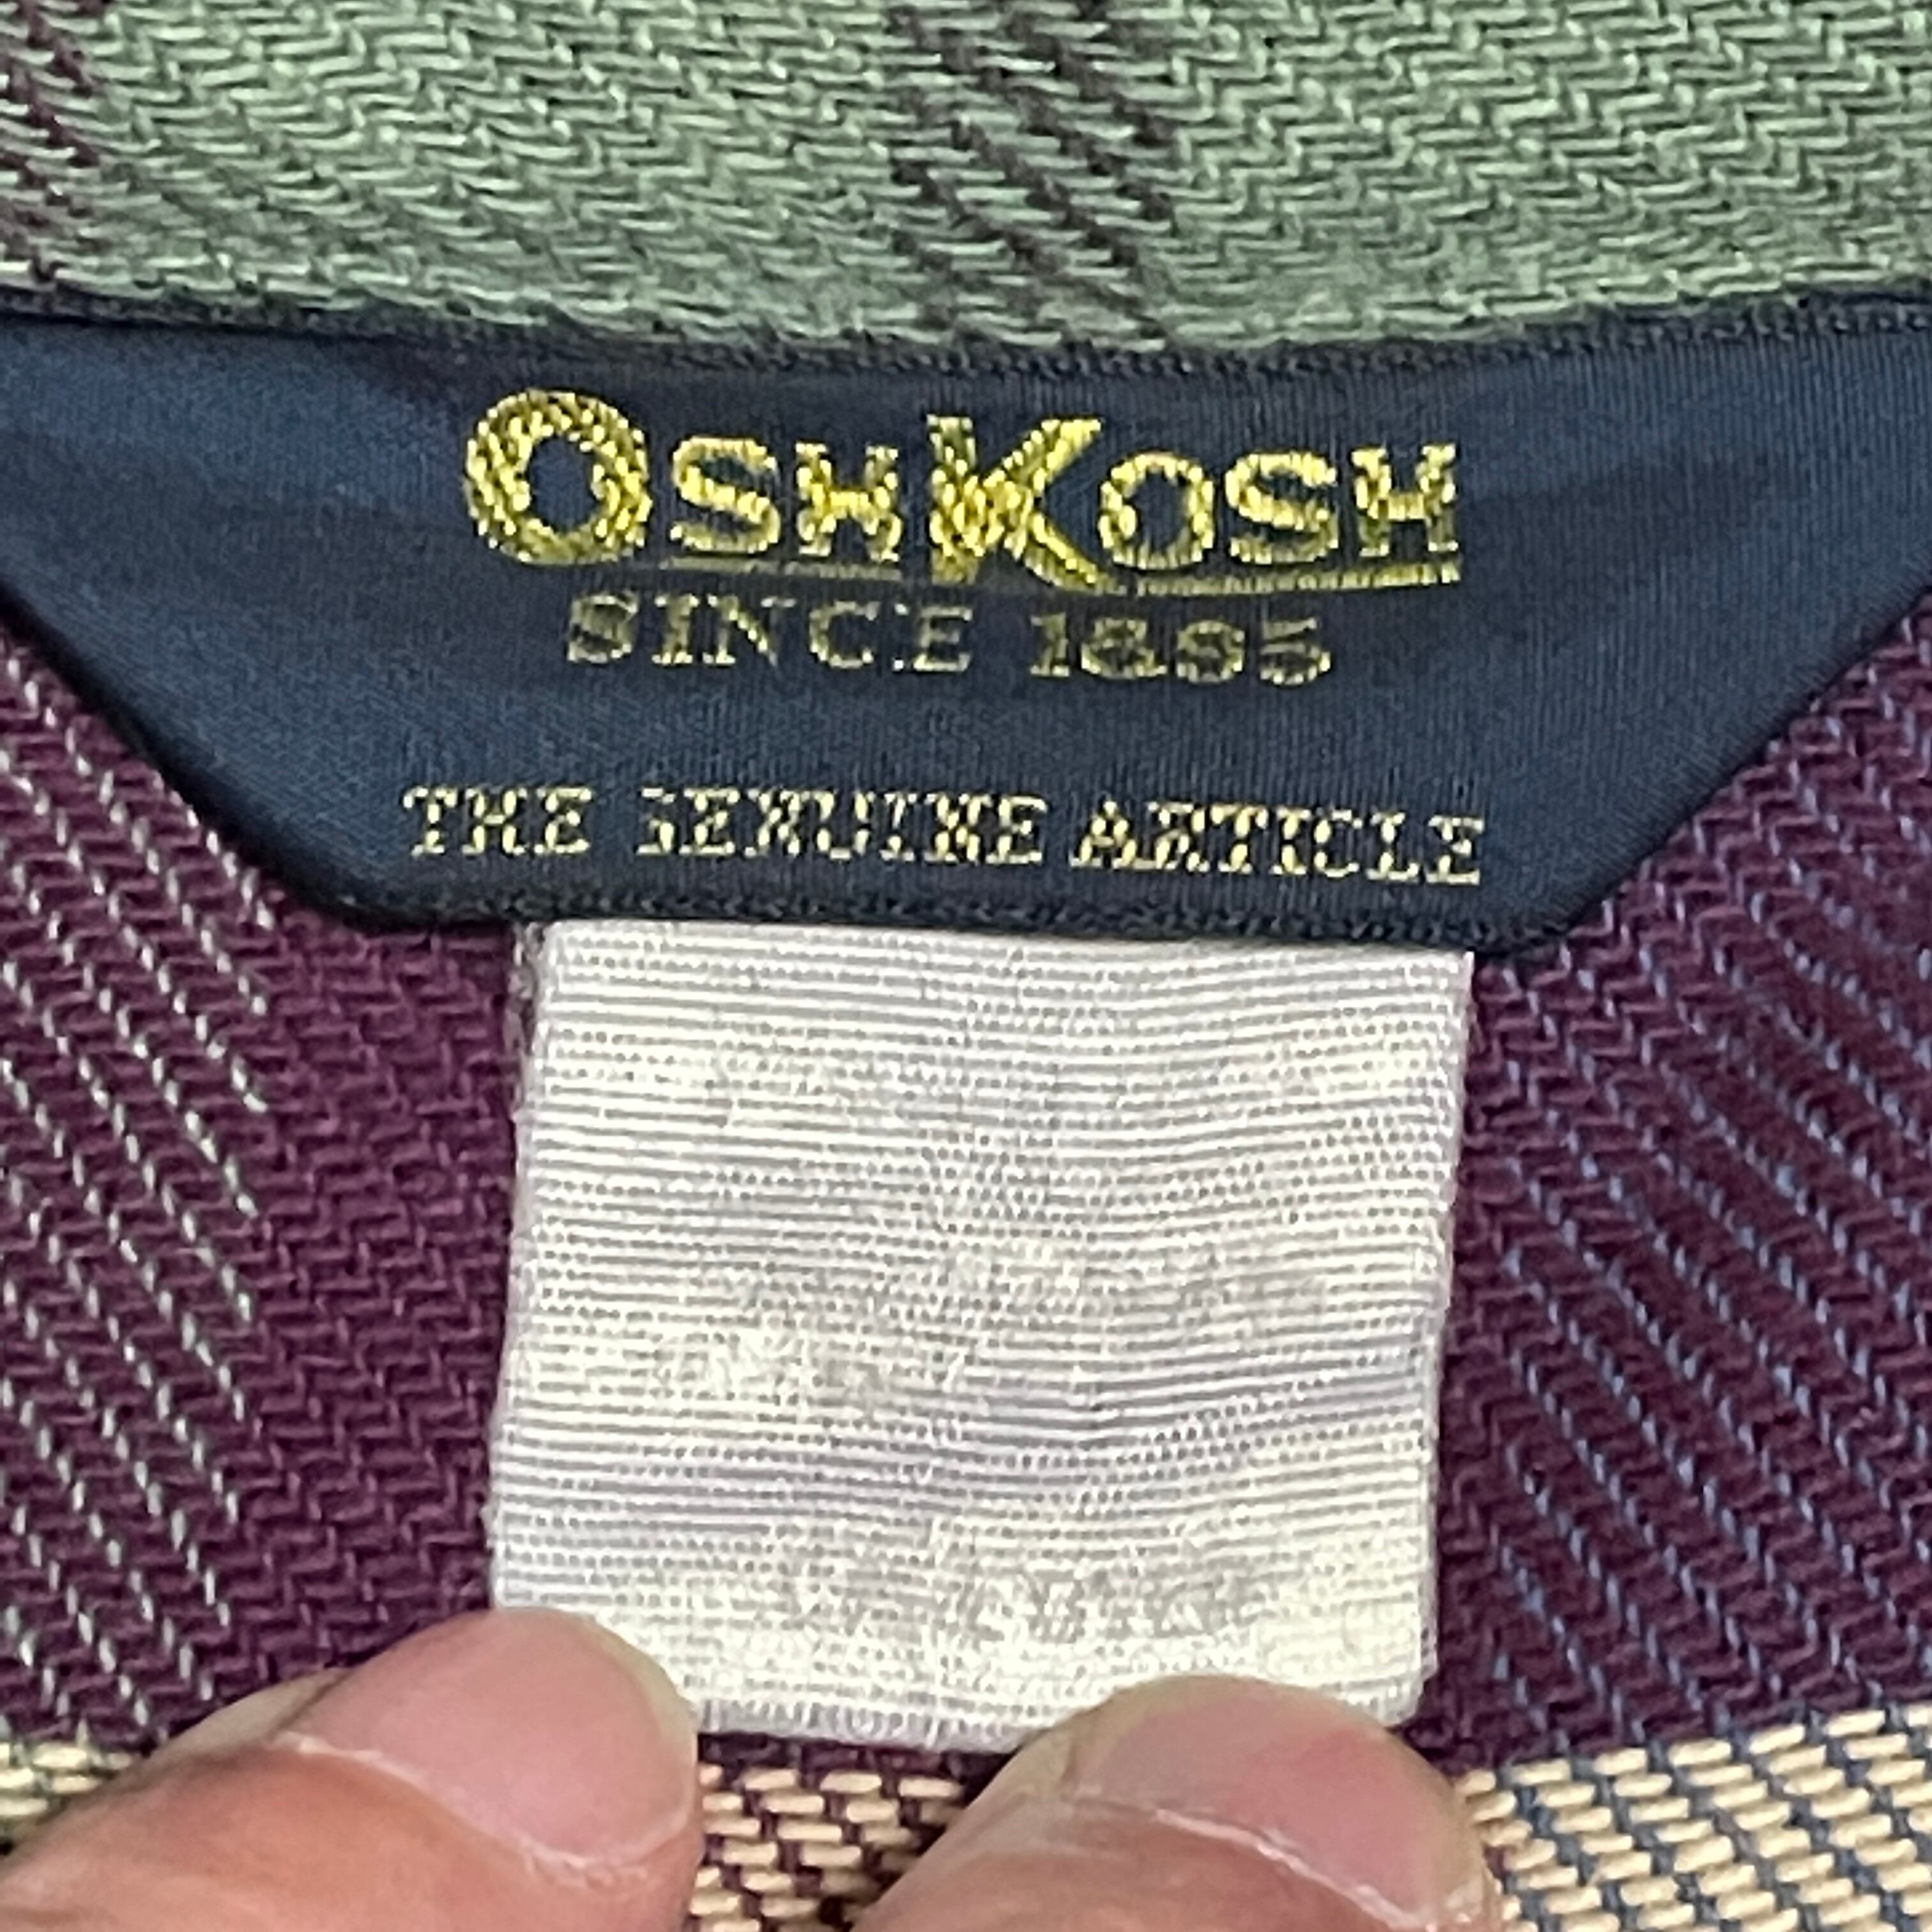 OSHKOSH
SINCE 1895
THE GENUINE ARTICLE